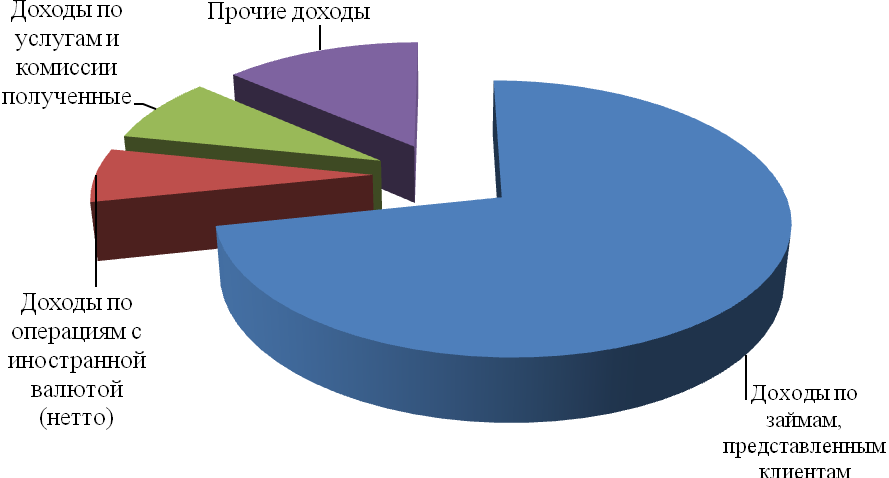 Доходы по
услугам и
комиссии
полученные
Прочие доходы
Доходы по
операциям с
иностранной
валютой
(нетто)
Доходы по
займам,
представленным
клиентам